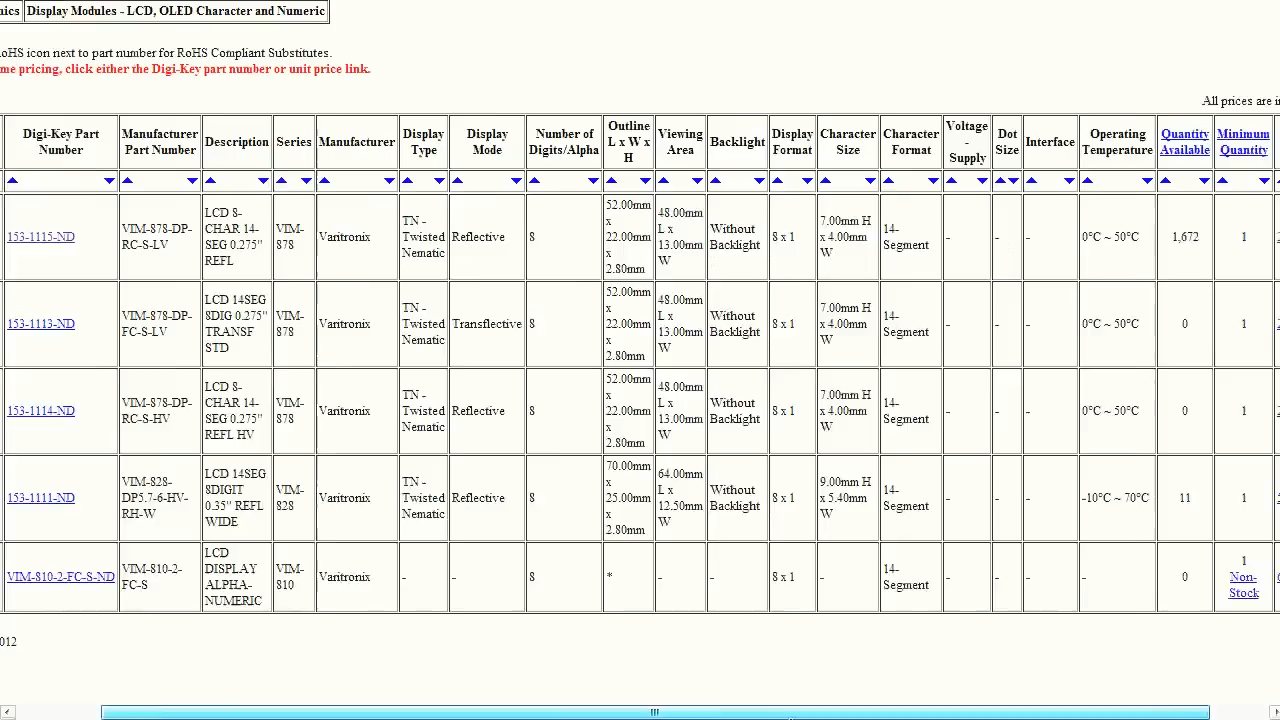 nics Display Modules - LCD, OLED Character and Numeric
oHS icon next to part number for RoHS Compliant Substitutes.
me pricing, click either the Digi-Key part number or unit price link.
All prices are i
Digi-Key Part Number | Manufacturer Part Number | Description | Series | Manufacturer | Display Type | Display Mode | Number of Digits/Alpha | Outline L x W x H | Viewing Area | Backlight | Display Format | Character Size | Character Format | Voltage - Supply | Dot Size | Interface | Operating Temperature | Quantity Available | Minimum Quantity
153-1115-ND | VIM-878-DP-RC-S-LV | LCD 8-CHAR 14-SEG 0.275" REFL | VIM-878 | Varitronix | TN - Twisted Nematic | Reflective | 8 | 52.00mm x 22.00mm x 2.80mm | 48.00mm L x 13.00mm W | Without Backlight | 8 x 1 | 7.00mm H x 4.00mm W | 14-Segment | - | - | - | 0°C ~ 50°C | 1,672 | 1
153-1113-ND | VIM-878-DP-FC-S-LV | LCD 14SEG 8DIG 0.275" TRANSF STD | VIM-878 | Varitronix | TN - Twisted Nematic | Transflective | 8 | 52.00mm x 22.00mm x 2.80mm | 48.00mm L x 13.00mm W | Without Backlight | 8 x 1 | 7.00mm H x 4.00mm W | 14-Segment | - | - | - | 0°C ~ 50°C | 0 | 1
153-1114-ND | VIM-878-DP-RC-S-HV | LCD 8-CHAR 14-SEG 0.275" REFL HV | VIM-878 | Varitronix | TN - Twisted Nematic | Reflective | 8 | 52.00mm x 22.00mm x 2.80mm | 48.00mm L x 13.00mm W | Without Backlight | 8 x 1 | 7.00mm H x 4.00mm W | 14-Segment | - | - | - | 0°C ~ 50°C | 0 | 1
153-1111-ND | VIM-828-DP5.7-6-HV-RH-W | LCD 14SEG 8DIGIT 0.35" REFL WIDE | VIM-828 | Varitronix | TN - Twisted Nematic | Reflective | 8 | 70.00mm x 25.00mm x 2.80mm | 64.00mm L x 12.50mm W | Without Backlight | 8 x 1 | 9.00mm H x 5.40mm W | 14-Segment | - | - | - | -10°C ~ 70°C | 11 | 1
VIM-810-2-FC-S-ND | VIM-810-2-FC-S | LCD DISPLAY ALPHA-NUMERIC | VIM-810 | Varitronix | - | - | 8 | * | - | - | 8 x 1 | - | 14-Segment | - | - | - | - | 0 | 1 Non-Stock
012